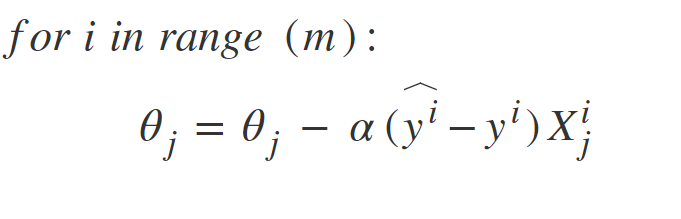 for i in range (m):
θ_j = θ_j − α(ŷ^i − y^i)X_j^i